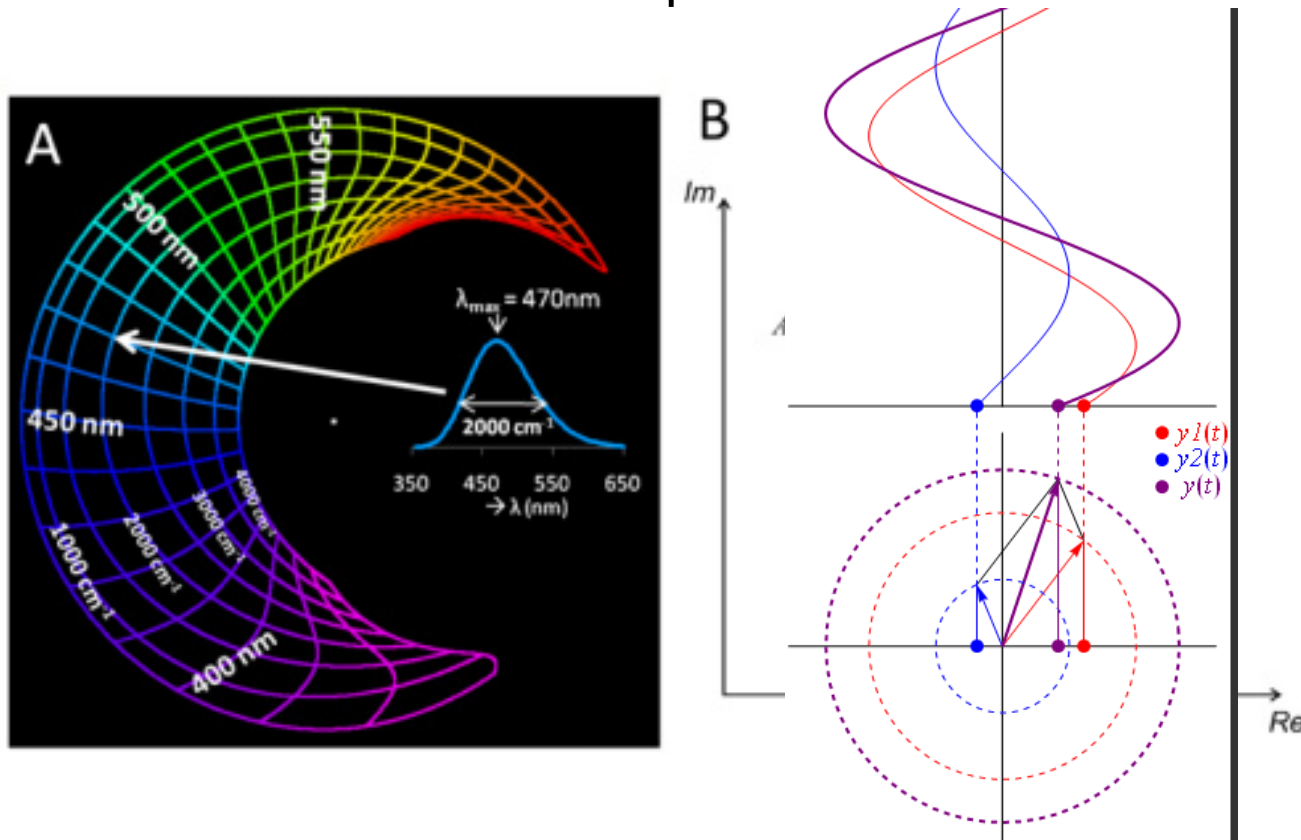 A
550 nm
500 nm
λmax = 470nm
450 nm
2000 cm-1
350 450 550 650
→ λ (nm)
4000 cm-1
3000 cm-1
2000 cm-1
1000 cm-1
400 nm
B
Im
A
y1(t)
y2(t)
y(t)
Re